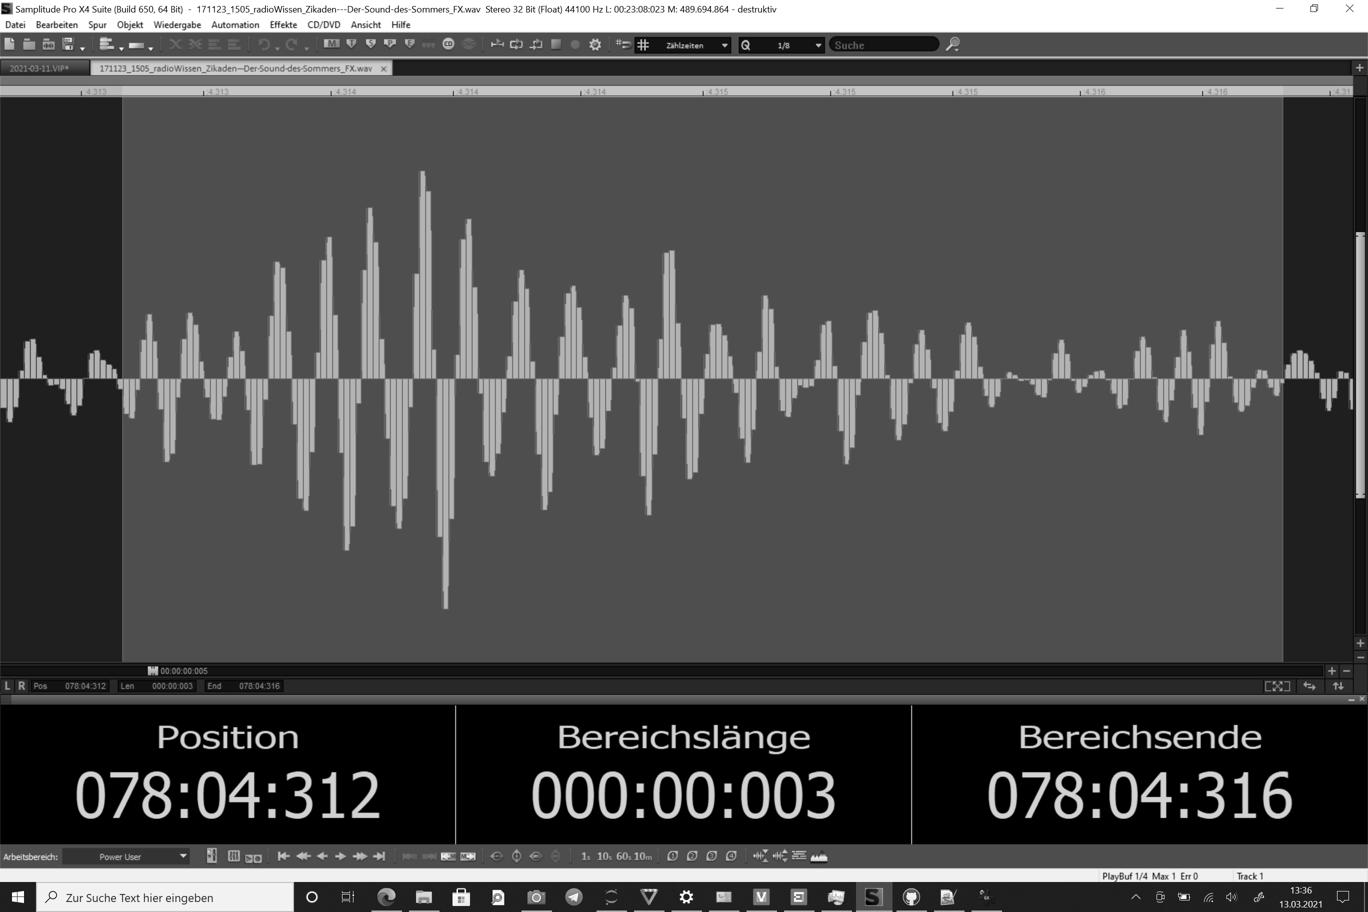 Samplitude Pro X4 Suite (Build 650, 64 Bit) - 171123_1505_radioWissen_Zikaden---Der-Sound-des-Sommers_FX.wav Stereo 32 Bit (Float) 44100 Hz L: 00:23:08:023 M: 489.694.864 - destruktiv
Datei Bearbeiten Spur Objekt Wiedergabe Automation Effekte CD/DVD Ansicht Hilfe
Zählzeiten Q 1/8 Suche
2021-03-11.VIP* 171123_1505_radioWissen_Zikaden---Der-Sound-des-Sommers_FX.wav
4.313 4.313 4.314 4.314 4.314 4.315 4.315 4.315 4.316 4.316 4.31
00:00:00:005
L R Pos 078:04:312 Len 000:00:003 End 078:04:316
Position Bereichslänge Bereichsende
078:04:312 000:00:003 078:04:316
Arbeitsbereich: Power User 1s 10s 60s 10m
PlayBuf 1/4 Max 1 Err 0 Track 1
Zur Suche Text hier eingeben
13:36
13.03.2021